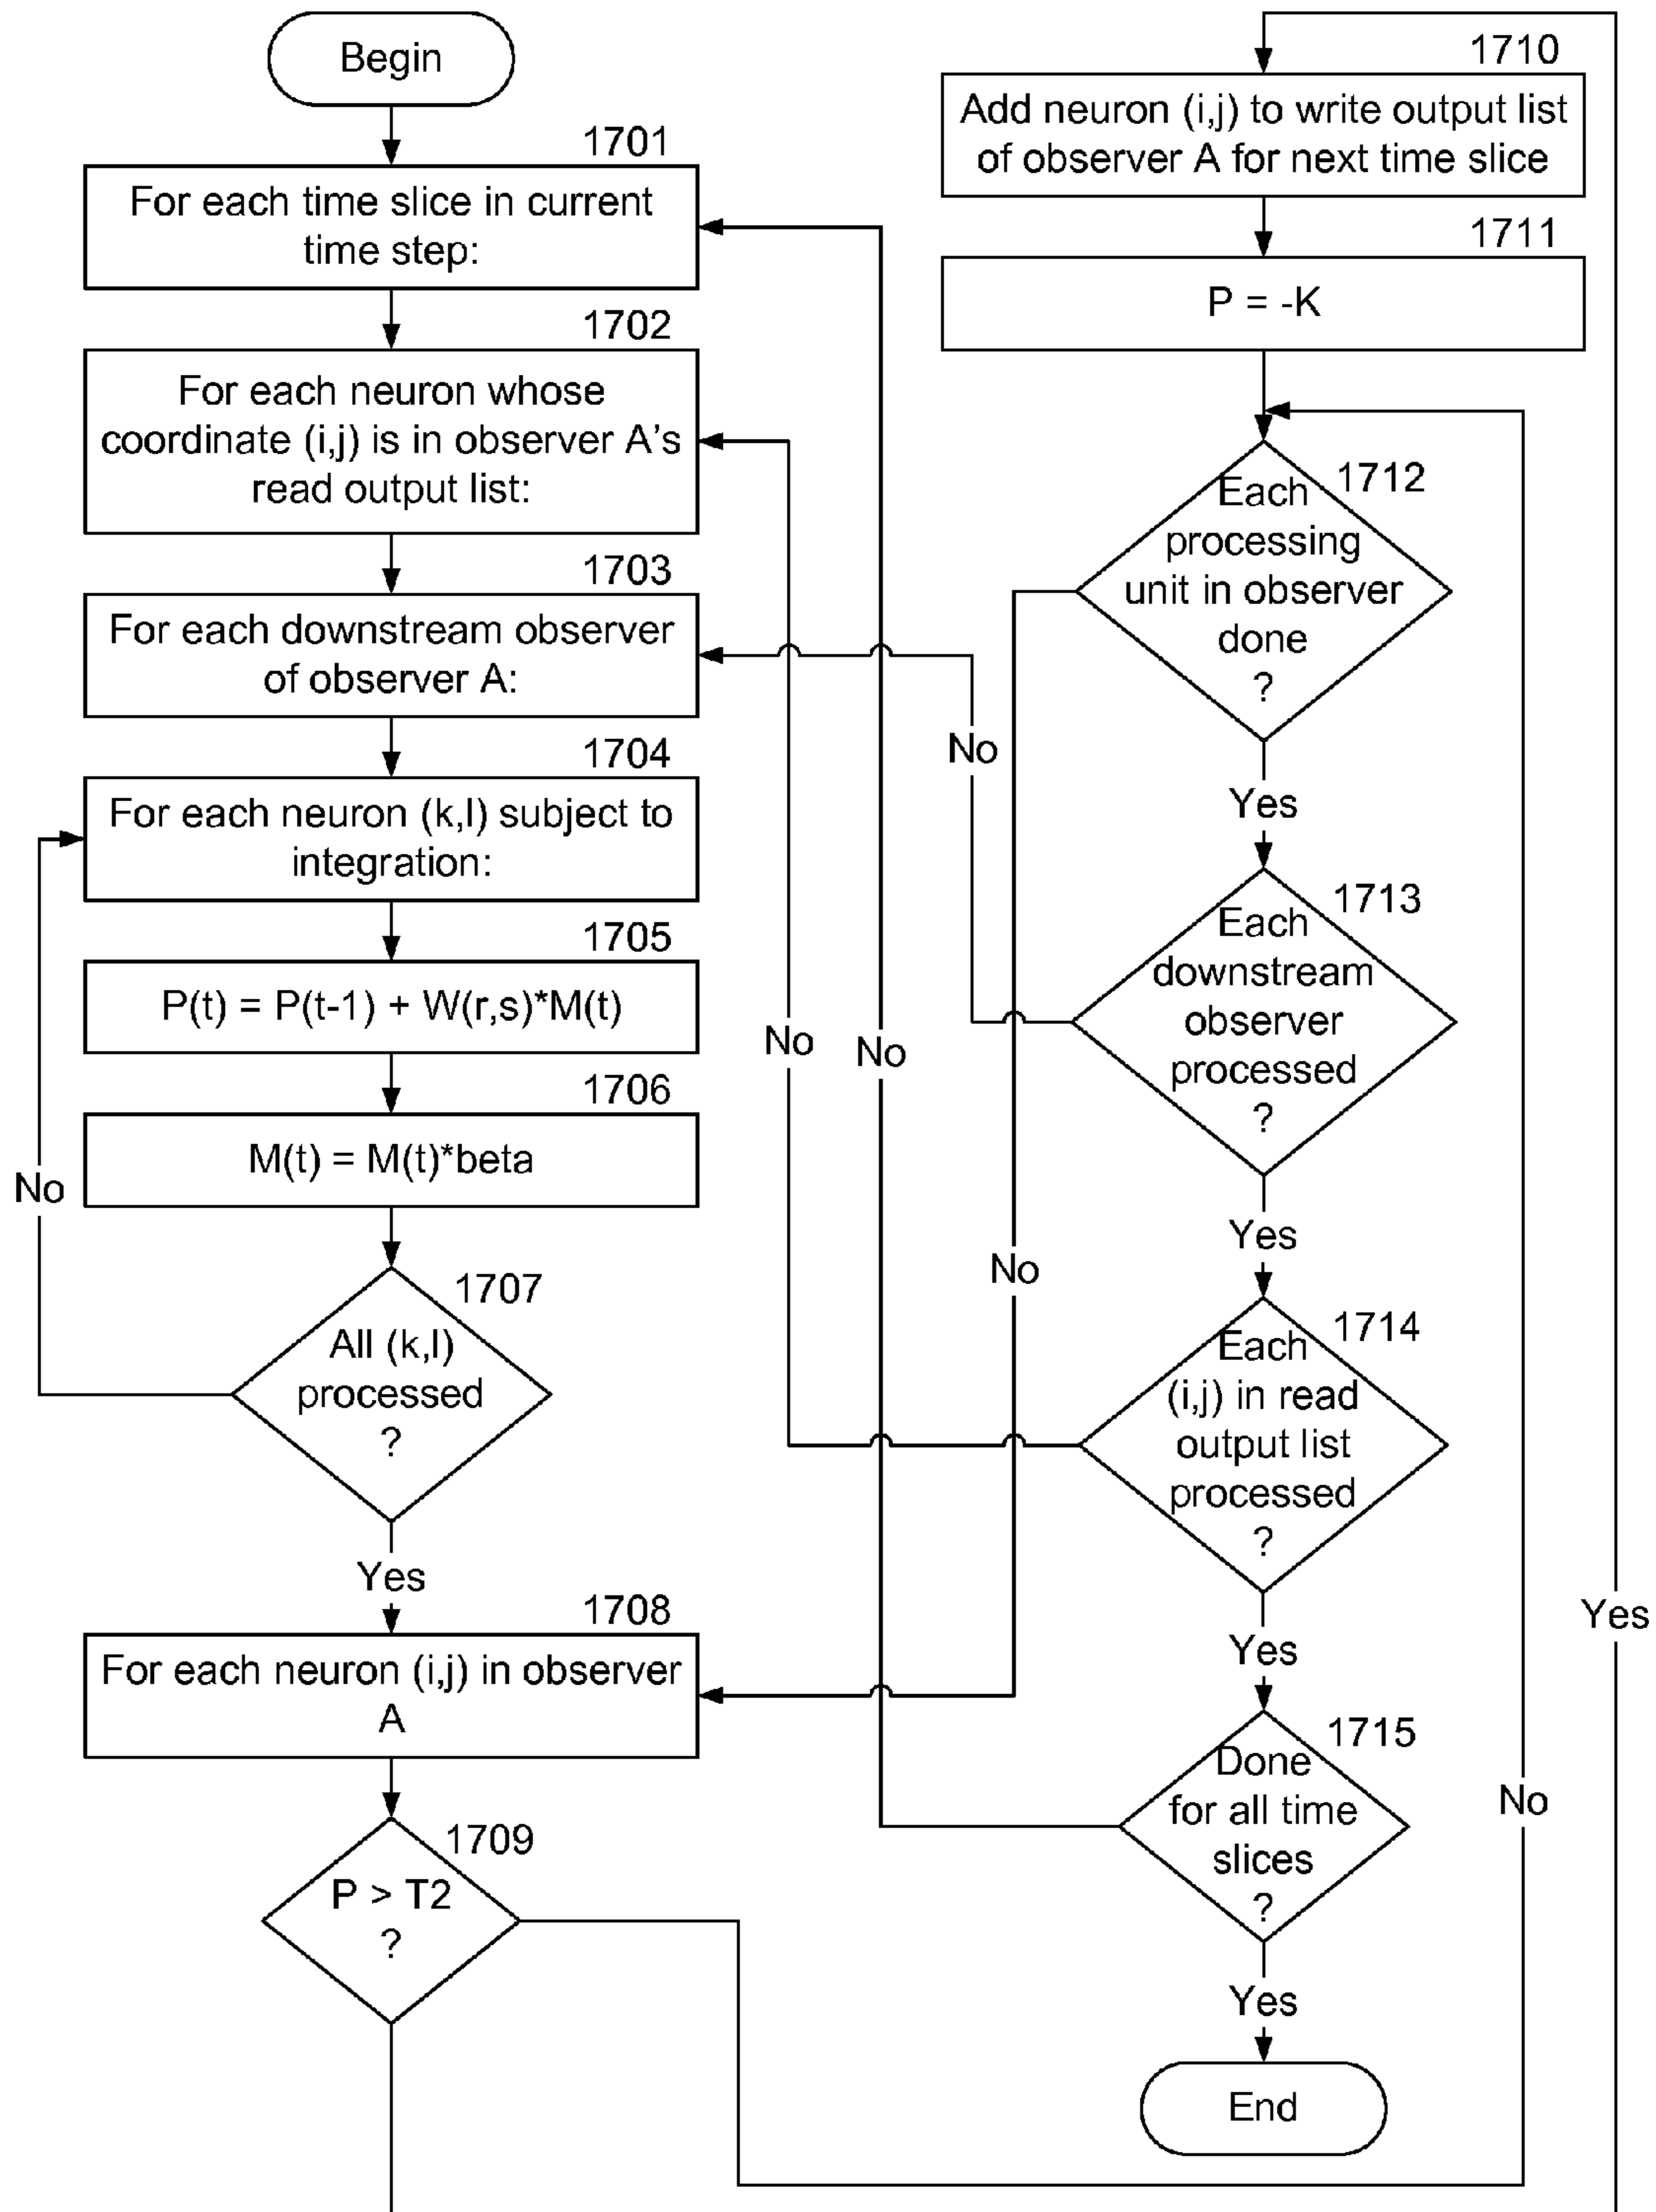 Begin
1701
For each time slice in current
time step:
1702
For each neuron whose
coordinate (i,j) is in observer A's
read output list:
1703
For each downstream observer
of observer A:
1704
For each neuron (k,l) subject to
integration:
1705
P(t) = P(t-1) + W(r,s)*M(t)
1706
M(t) = M(t)*beta
No
1707
All (k,l)
processed
?
Yes
1708
For each neuron (i,j) in observer
A
1709
P > T2
?
1710
Add neuron (i,j) to write output list
of observer A for next time slice
1711
P = -K
1712
Each
processing
unit in observer
done
?
No
Yes
1713
Each
downstream
observer
processed
?
No
No
Yes
No
1714
Each
(i,j) in read
output list
processed
?
Yes
Yes
1715
Done
for all time
slices
?
No
Yes
End